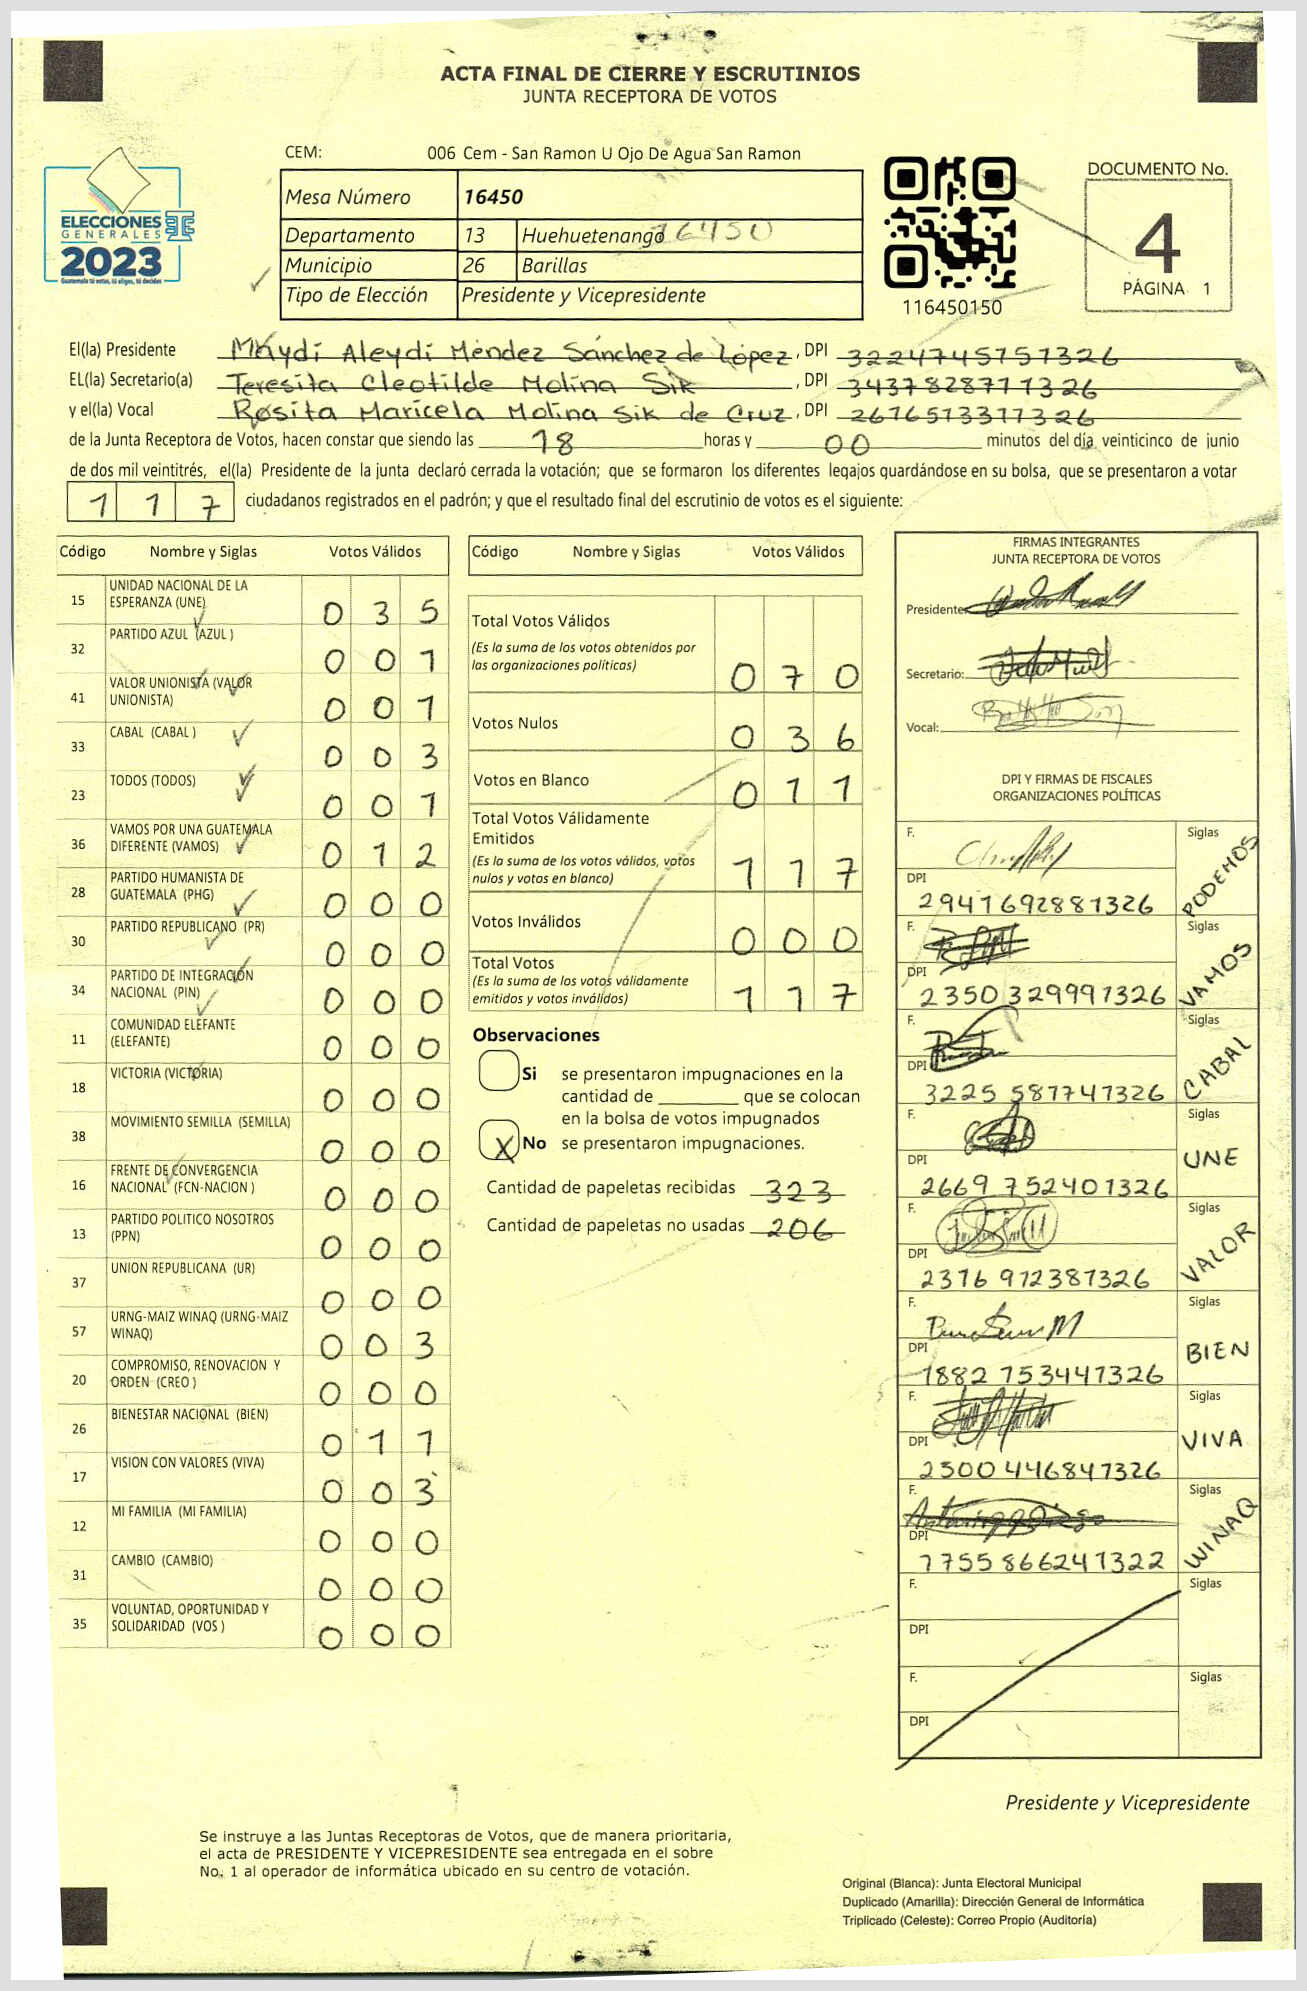 ACTA FINAL DE CIERRE Y ESCRUTINIOS
JUNTA RECEPTORA DE VOTOS
CEM: 006 Cem - San Ramon U Ojo De Agua San Ramon
ELECCIONES
GENERALES
2023
Guatemala tú votas, tú eliges, tú decides
Mesa Número 16450
Departamento 13 Huehuetenango 16450
Municipio 26 Barillas
Tipo de Elección Presidente y Vicepresidente
116450150
DOCUMENTO No.
4
PÁGINA 1
El(la) Presidente Maydi Aleydi Méndez Sánchez de López, DPI 3224745751326
EL(la) Secretario(a) Teresita Cleotilde Molina Sik, DPI 3437828711326
y el(la) Vocal Rosita Maricela Molina Sik de Cruz, DPI 2676513311326
de la Junta Receptora de Votos, hacen constar que siendo las 18 horas y 00 minutos del día veinticinco de junio
de dos mil veintitrés, el(la) Presidente de la junta declaró cerrada la votación; que se formaron los diferentes legajos guardándose en su bolsa, que se presentaron a votar
1 1 7 ciudadanos registrados en el padrón; y que el resultado final del escrutinio de votos es el siguiente:
Código Nombre y Siglas Votos Válidos
15 UNIDAD NACIONAL DE LA ESPERANZA (UNE) 0 3 5
32 PARTIDO AZUL (AZUL ) 0 0 1
41 VALOR UNIONISTA (VALOR UNIONISTA) 0 0 1
33 CABAL (CABAL ) 0 0 3
23 TODOS (TODOS) 0 0 1
36 VAMOS POR UNA GUATEMALA DIFERENTE (VAMOS) 0 1 2
28 PARTIDO HUMANISTA DE GUATEMALA (PHG) 0 0 0
30 PARTIDO REPUBLICANO (PR) 0 0 0
34 PARTIDO DE INTEGRACIÓN NACIONAL (PIN) 0 0 0
11 COMUNIDAD ELEFANTE (ELEFANTE) 0 0 0
18 VICTORIA (VICTORIA) 0 0 0
38 MOVIMIENTO SEMILLA (SEMILLA) 0 0 0
16 FRENTE DE CONVERGENCIA NACIONAL (FCN-NACION ) 0 0 0
13 PARTIDO POLITICO NOSOTROS (PPN) 0 0 0
37 UNION REPUBLICANA (UR) 0 0 0
57 URNG-MAIZ WINAQ (URNG-MAIZ WINAQ) 0 0 3
20 COMPROMISO, RENOVACION Y ORDEN (CREO ) 0 0 0
26 BIENESTAR NACIONAL (BIEN) 0 1 1
17 VISION CON VALORES (VIVA) 0 0 3
12 MI FAMILIA (MI FAMILIA) 0 0 0
31 CAMBIO (CAMBIO) 0 0 0
35 VOLUNTAD, OPORTUNIDAD Y SOLIDARIDAD (VOS ) 0 0 0
Código Nombre y Siglas Votos Válidos
Total Votos Válidos 0 7 0
(Es la suma de los votos obtenidos por
las organizaciones políticas)
Votos Nulos 0 3 6
Votos en Blanco 0 1 1
Total Votos Válidamente
Emitidos 1 1 7
(Es la suma de los votos válidos, votos
nulos y votos en blanco)
Votos Inválidos 0 0 0
Total Votos 1 1 7
(Es la suma de los votos válidamente
emitidos y votos inválidos)
Observaciones
Si se presentaron impugnaciones en la
cantidad de ________ que se colocan
en la bolsa de votos impugnados
X No se presentaron impugnaciones.
Cantidad de papeletas recibidas 323
Cantidad de papeletas no usadas 206
FIRMAS INTEGRANTES
JUNTA RECEPTORA DE VOTOS
Presidente:
Secretario:
Vocal:
DPI Y FIRMAS DE FISCALES
ORGANIZACIONES POLÍTICAS
F. Siglas PODEMOS
DPI 2941692881326
F. Siglas VAMOS
DPI 2350329991326
F. Siglas CABAL
DPI 3225587741326
F. Siglas UNE
DPI 2669752401326
F. Siglas VALOR
DPI 2316912381326
F. Siglas BIEN
DPI 1882753441326
F. Siglas VIVA
DPI 2500446841326
F. Siglas WINAQ
DPI 1755866241322
F. Siglas
DPI
F. Siglas
DPI
Presidente y Vicepresidente
Se instruye a las Juntas Receptoras de Votos, que de manera prioritaria,
el acta de PRESIDENTE Y VICEPRESIDENTE sea entregada en el sobre
No. 1 al operador de informática ubicado en su centro de votación.
Original (Blanca): Junta Electoral Municipal
Duplicado (Amarilla): Dirección General de Informática
Triplicado (Celeste): Correo Propio (Auditoría)